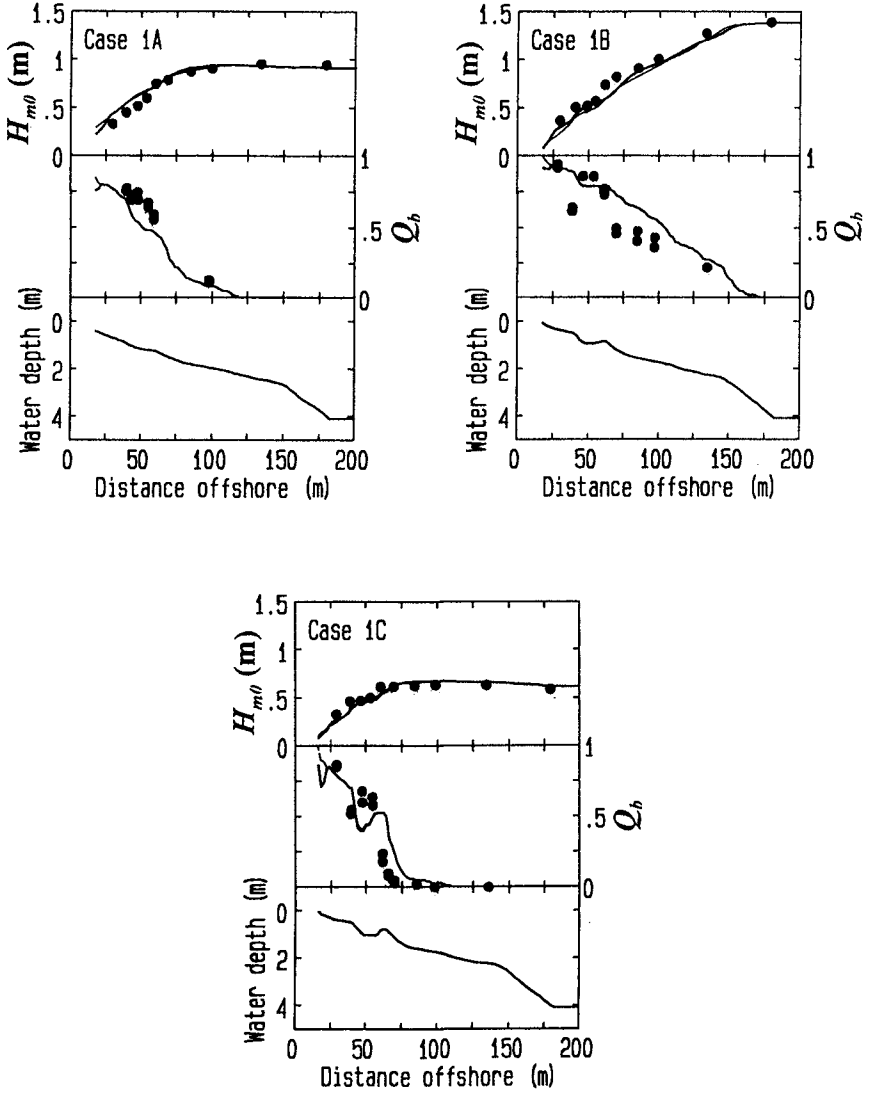 1.5
Case 1A
H_m0 (m)
1
.5
0
1
Q_b
.5
0
Water depth (m)
0
2
4
0 50 100 150 200
Distance offshore (m)
1.5
Case 1B
H_m0 (m)
1
.5
0
1
Q_b
.5
0
Water depth (m)
0
2
4
0 50 100 150 200
Distance offshore (m)
1.5
Case 1C
H_m0 (m)
1
.5
0
1
Q_b
.5
0
Water depth (m)
0
2
4
0 50 100 150 200
Distance offshore (m)